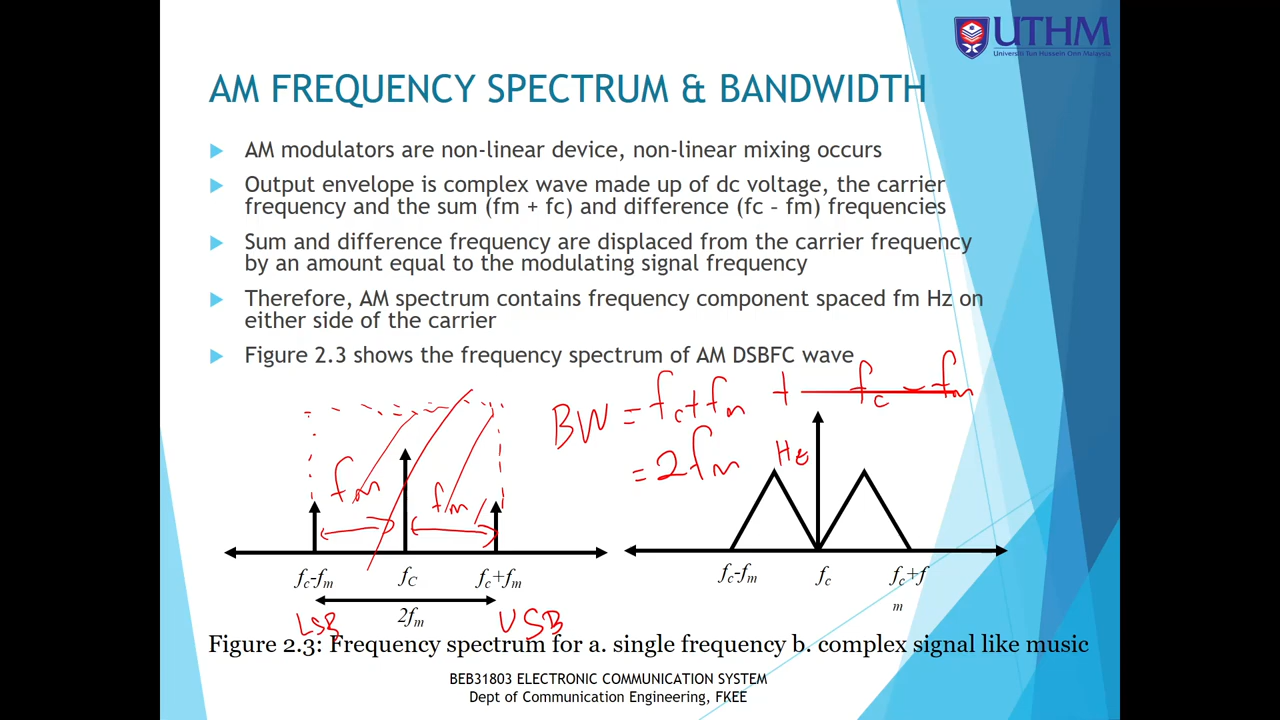 UTHM
Universiti Tun Hussein Onn Malaysia
AM FREQUENCY SPECTRUM & BANDWIDTH
AM modulators are non-linear device, non-linear mixing occurs
Output envelope is complex wave made up of dc voltage, the carrier
frequency and the sum (fm + fc) and difference (fc – fm) frequencies
Sum and difference frequency are displaced from the carrier frequency
by an amount equal to the modulating signal frequency
Therefore, AM spectrum contains frequency component spaced fm Hz on
either side of the carrier
Figure 2.3 shows the frequency spectrum of AM DSBFC wave
BW = fc + fm + fc - fm
= 2fm Hz
fm fm
fc-fm fC fc+fm
2fm
LSB USB
fc-fm fc fc+f
m
Figure 2.3: Frequency spectrum for a. single frequency b. complex signal like music
BEB31803 ELECTRONIC COMMUNICATION SYSTEM
Dept of Communication Engineering, FKEE